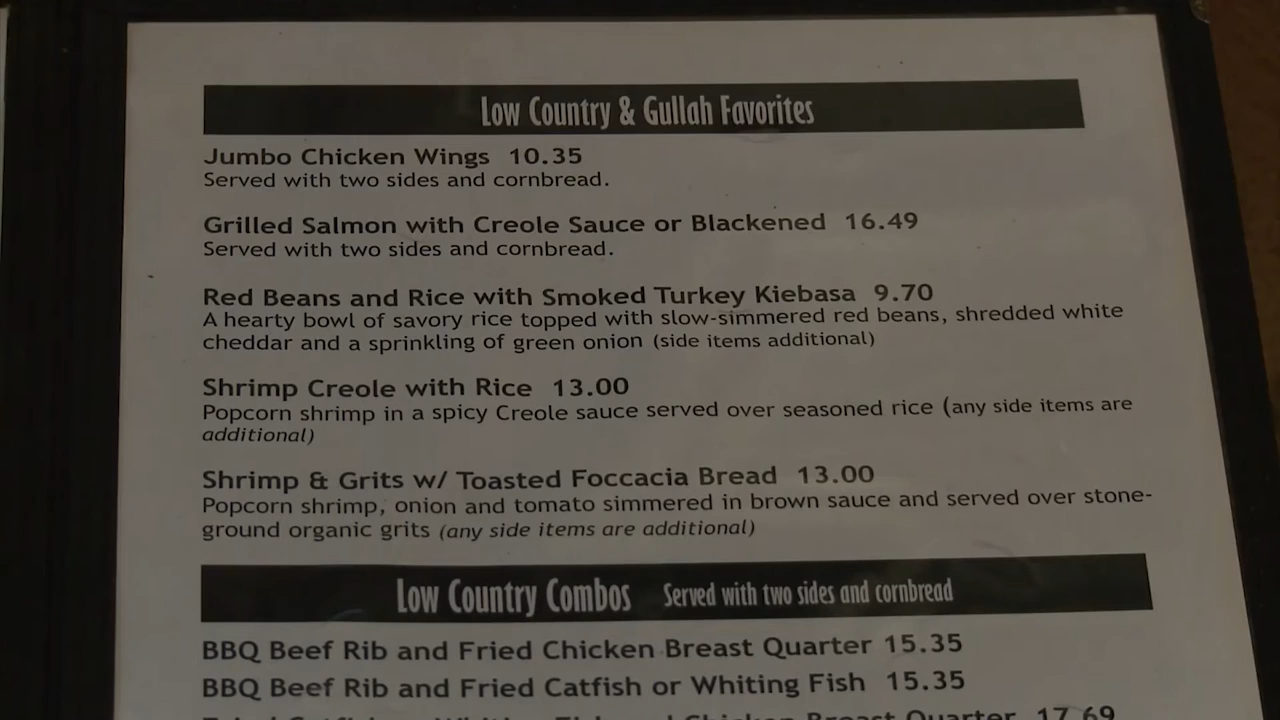 Low Country & Gullah Favorites
Jumbo Chicken Wings 10.35
Served with two sides and cornbread.
Grilled Salmon with Creole Sauce or Blackened 16.49
Served with two sides and cornbread.
Red Beans and Rice with Smoked Turkey Kiebasa 9.70
A hearty bowl of savory rice topped with slow-simmered red beans, shredded white
cheddar and a sprinkling of green onion (side items additional)
Shrimp Creole with Rice 13.00
Popcorn shrimp in a spicy Creole sauce served over seasoned rice (any side items are
additional)
Shrimp & Grits w/ Toasted Foccacia Bread 13.00
Popcorn shrimp, onion and tomato simmered in brown sauce and served over stone-
ground organic grits (any side items are additional)
Low Country Combos Served with two sides and cornbread
BBQ Beef Rib and Fried Chicken Breast Quarter 15.35
BBQ Beef Rib and Fried Catfish or Whiting Fish 15.35
Breast Quarter 17.69